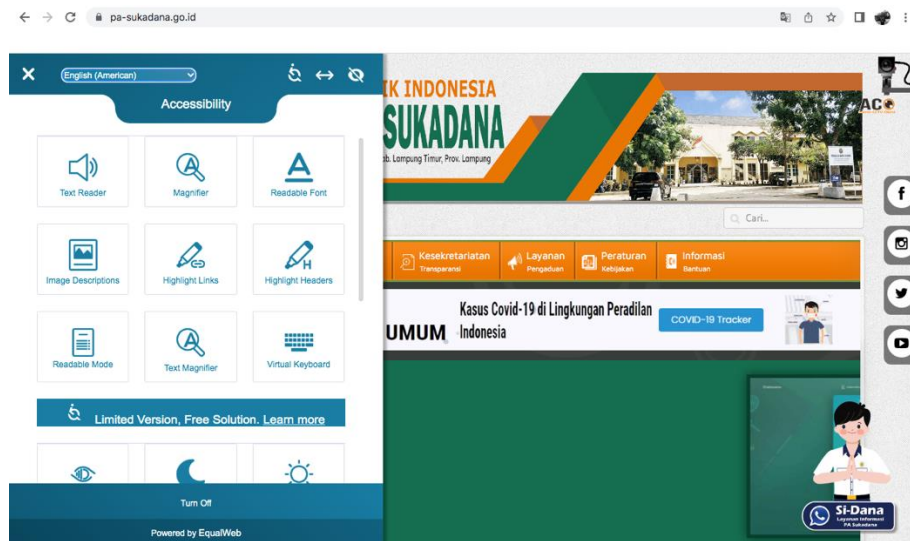 pa-sukadana.go.id
English (American)
Accessibility
Text Reader
Magnifier
Readable Font
Image Descriptions
Highlight Links
Highlight Headers
Readable Mode
Text Magnifier
Virtual Keyboard
Limited Version, Free Solution. Learn more
Turn Off
Powered by EqualWeb
IK INDONESIA
SUKADANA
ab. Lampung Timur, Prov. Lampung
ACO
Cari...
Kesekretariatan
Transparansi
Layanan
Pengaduan
Peraturan
Kebijakan
Informasi
Bantuan
UMUM
Kasus Covid-19 di Lingkungan Peradilan
Indonesia
COVID-19 Tracker
Si-Dana
Layanan Informasi
PA Sukadana